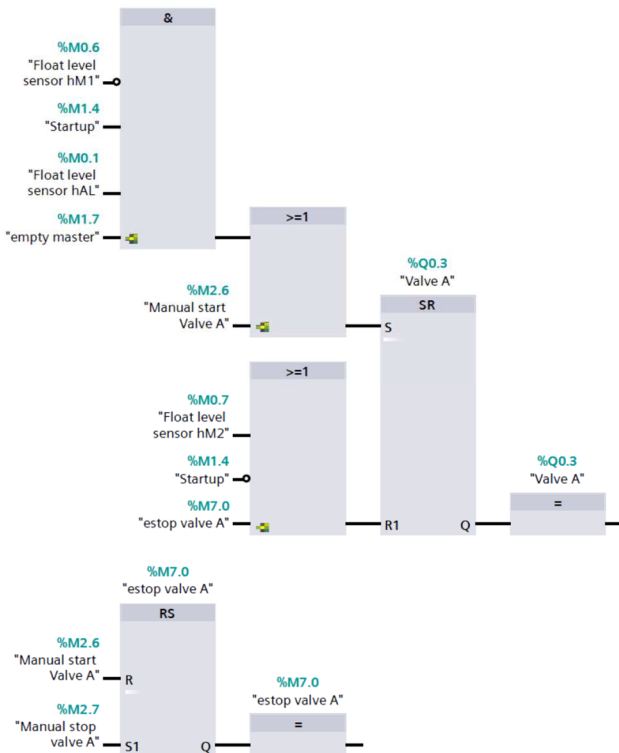 &
%M0.6
"Float level
sensor hM1"
%M1.4
"Startup"
%M0.1
"Float level
sensor hAL"
%M1.7
"empty master"
>=1
%M2.6
"Manual start
Valve A"
%Q0.3
"Valve A"
SR
S
>=1
%M0.7
"Float level
sensor hM2"
%M1.4
"Startup"
%M7.0
"estop valve A"
R1 Q
%Q0.3
"Valve A"
=
%M7.0
"estop valve A"
RS
%M2.6
"Manual start
Valve A"
R
%M2.7
"Manual stop
valve A"
S1 Q
%M7.0
"estop valve A"
=